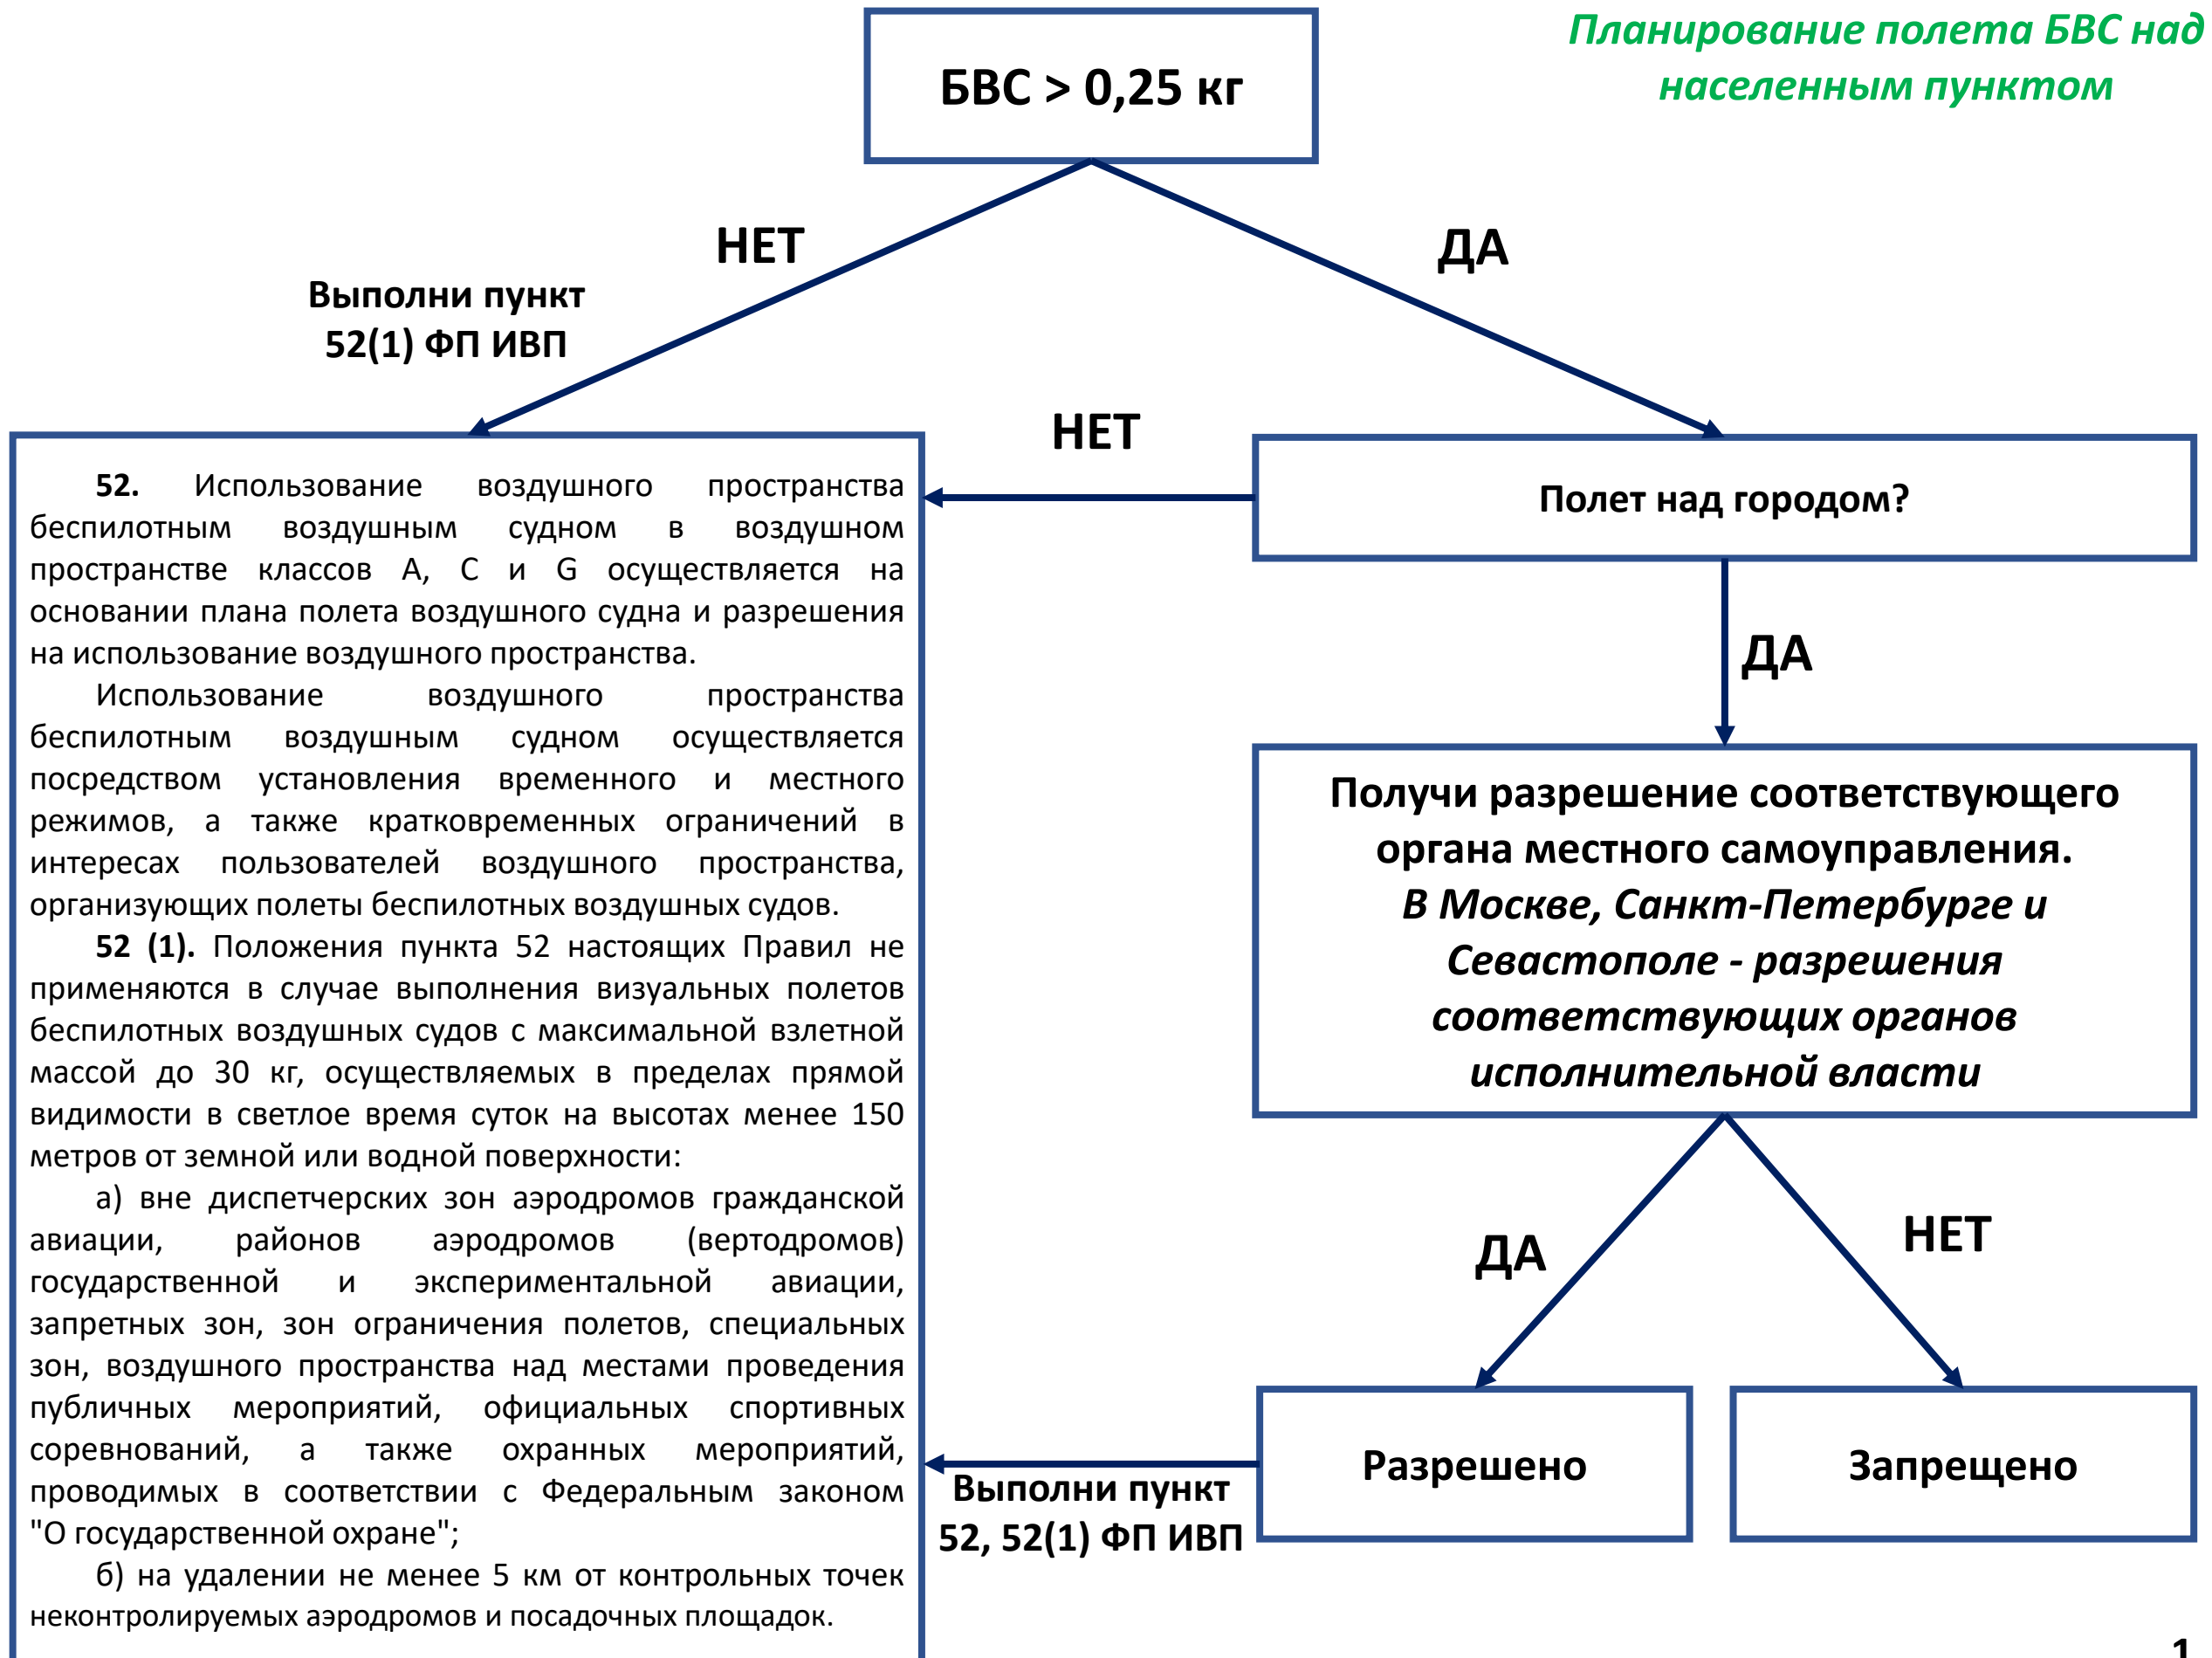 Планирование полета БВС над
населенным пунктом
БВС > 0,25 кг
НЕТ
ДА
Выполни пункт
52(1) ФП ИВП
НЕТ
Полет над городом?
52. Использование воздушного пространства
беспилотным воздушным судном в воздушном
пространстве классов А, С и G осуществляется на
основании плана полета воздушного судна и разрешения
на использование воздушного пространства.
Использование воздушного пространства
беспилотным воздушным судном осуществляется
посредством установления временного и местного
режимов, а также кратковременных ограничений в
интересах пользователей воздушного пространства,
организующих полеты беспилотных воздушных судов.
52 (1). Положения пункта 52 настоящих Правил не
применяются в случае выполнения визуальных полетов
беспилотных воздушных судов с максимальной взлетной
массой до 30 кг, осуществляемых в пределах прямой
видимости в светлое время суток на высотах менее 150
метров от земной или водной поверхности:
а) вне диспетчерских зон аэродромов гражданской
авиации, районов аэродромов (вертодромов)
государственной и экспериментальной авиации,
запретных зон, зон ограничения полетов, специальных
зон, воздушного пространства над местами проведения
публичных мероприятий, официальных спортивных
соревнований, а также охранных мероприятий,
проводимых в соответствии с Федеральным законом
"О государственной охране";
б) на удалении не менее 5 км от контрольных точек
неконтролируемых аэродромов и посадочных площадок.
ДА
Получи разрешение соответствующего
органа местного самоуправления.
В Москве, Санкт-Петербурге и
Севастополе - разрешения
соответствующих органов
исполнительной власти
ДА
НЕТ
Разрешено
Запрещено
Выполни пункт
52, 52(1) ФП ИВП
1